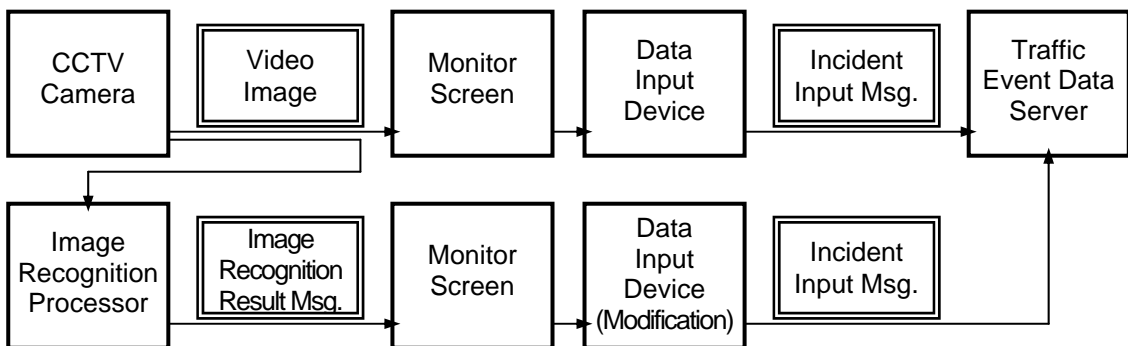 CCTV
Camera
Video
Image
Monitor
Screen
Data
Input
Device
Incident
Input Msg.
Traffic
Event Data
Server
Image
Recognition
Processor
Image
Recognition
Result Msg.
Monitor
Screen
Data
Input
Device
(Modification)
Incident
Input Msg.